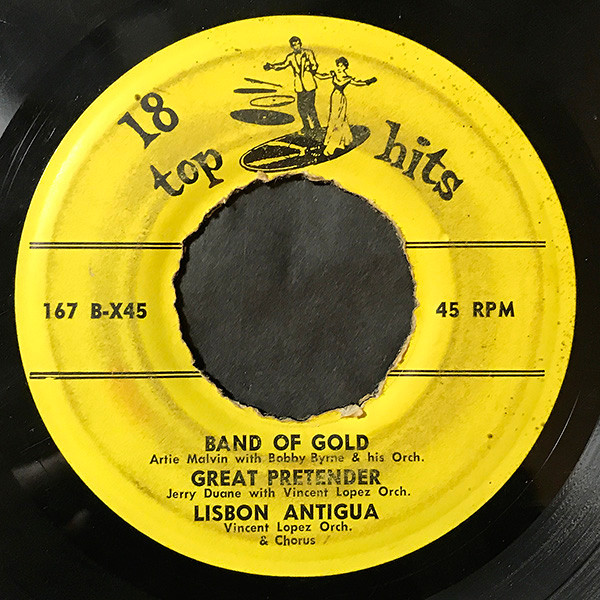 18
top hits
167 B-X45
45 RPM
BAND OF GOLD
Artie Malvin with Bobby Byrne & his Orch.
GREAT PRETENDER
Jerry Duane with Vincent Lopez Orch.
LISBON ANTIGUA
Vincent Lopez Orch.
& Chorus